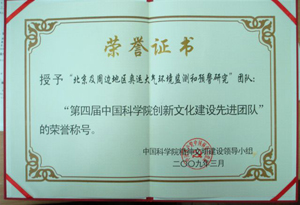 荣誉证书
授予“北京及周边地区奥运大气环境监测和预警研究”团队:
“第四届中国科学院创新文化建设先进团队”
的荣誉称号。
中国科学院精神文明建设领导小组
二〇〇九年三月